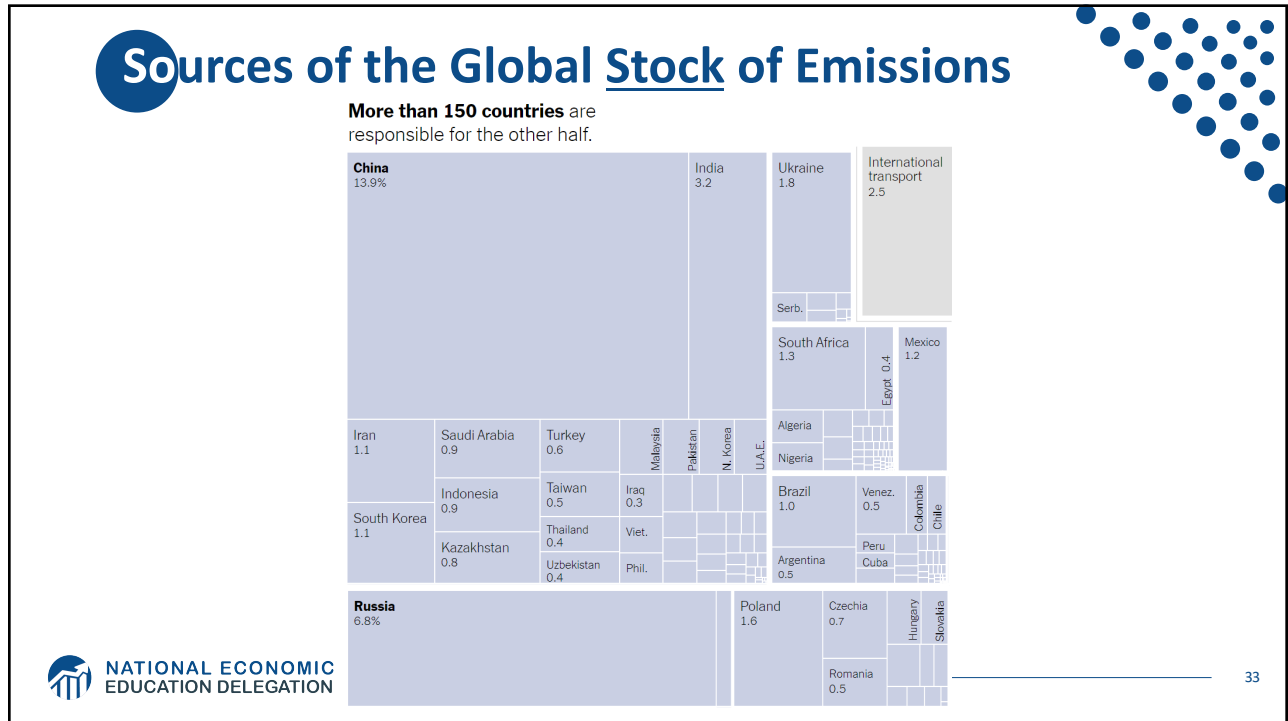 Sources of the Global Stock of Emissions
More than 150 countries are
responsible for the other half.
China
13.9%
India
3.2
Ukraine
1.8
Serb.
International
transport
2.5
South Africa
1.3
Egypt 0.4
Algeria
Nigeria
Mexico
1.2
Iran
1.1
South Korea
1.1
Saudi Arabia
0.9
Indonesia
0.9
Kazakhstan
0.8
Turkey
0.6
Taiwan
0.5
Thailand
0.4
Uzbekistan
0.4
Malaysia
Iraq
0.3
Viet.
Phil.
Pakistan
N. Korea
U.A.E.
Brazil
1.0
Argentina
0.5
Venez.
0.5
Colombia
Chile
Peru
Cuba
Russia
6.8%
Poland
1.6
Czechia
0.7
Romania
0.5
Hungary
Slovakia
NATIONAL ECONOMIC
EDUCATION DELEGATION
33